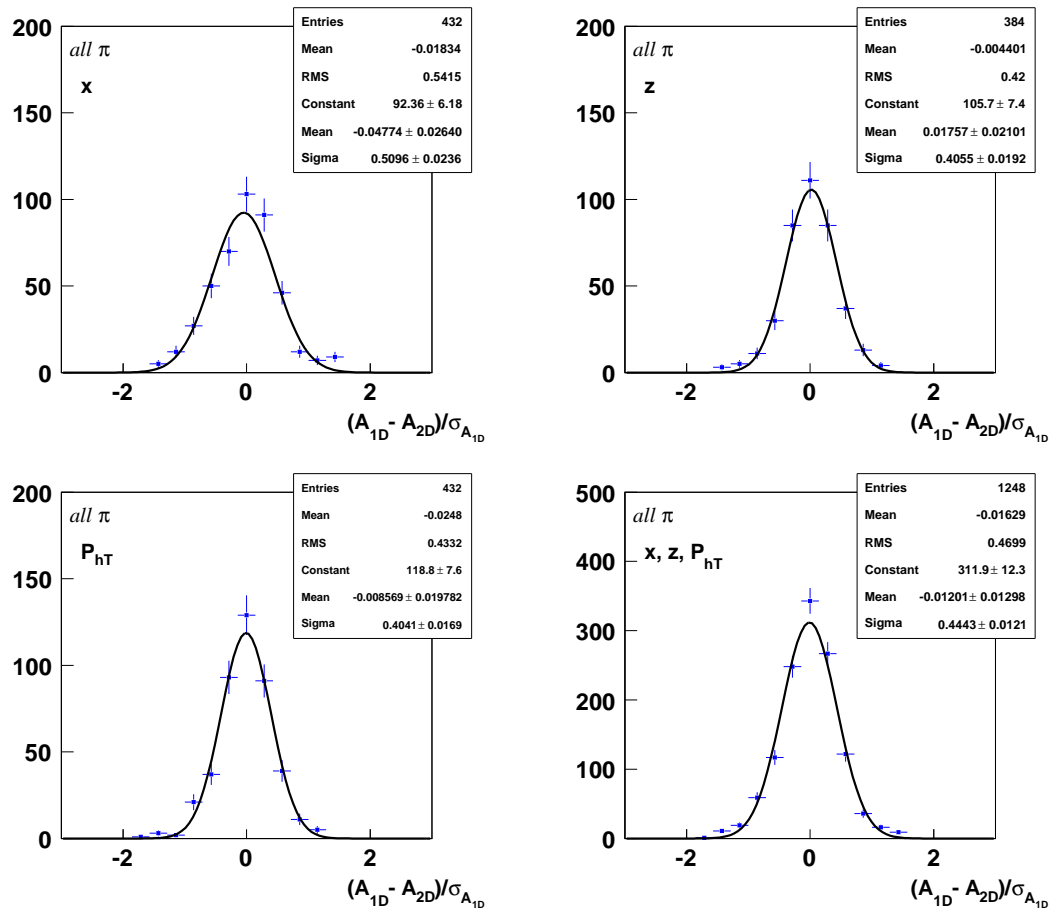 all π
x
Entries 432
Mean -0.01834
RMS 0.5415
Constant 92.36 ± 6.18
Mean -0.04774 ± 0.02640
Sigma 0.5096 ± 0.0236
200
150
100
50
0
-2 0 2
(A1D- A2D)/σA1D
all π
z
Entries 384
Mean -0.004401
RMS 0.42
Constant 105.7 ± 7.4
Mean 0.01757 ± 0.02101
Sigma 0.4055 ± 0.0192
200
150
100
50
0
-2 0 2
(A1D- A2D)/σA1D
all π
PhT
Entries 432
Mean -0.0248
RMS 0.4332
Constant 118.8 ± 7.6
Mean -0.008569 ± 0.019782
Sigma 0.4041 ± 0.0169
200
150
100
50
0
-2 0 2
(A1D- A2D)/σA1D
all π
x, z, PhT
Entries 1248
Mean -0.01629
RMS 0.4699
Constant 311.9 ± 12.3
Mean -0.01201 ± 0.01298
Sigma 0.4443 ± 0.0121
500
400
300
200
100
0
-2 0 2
(A1D- A2D)/σA1D